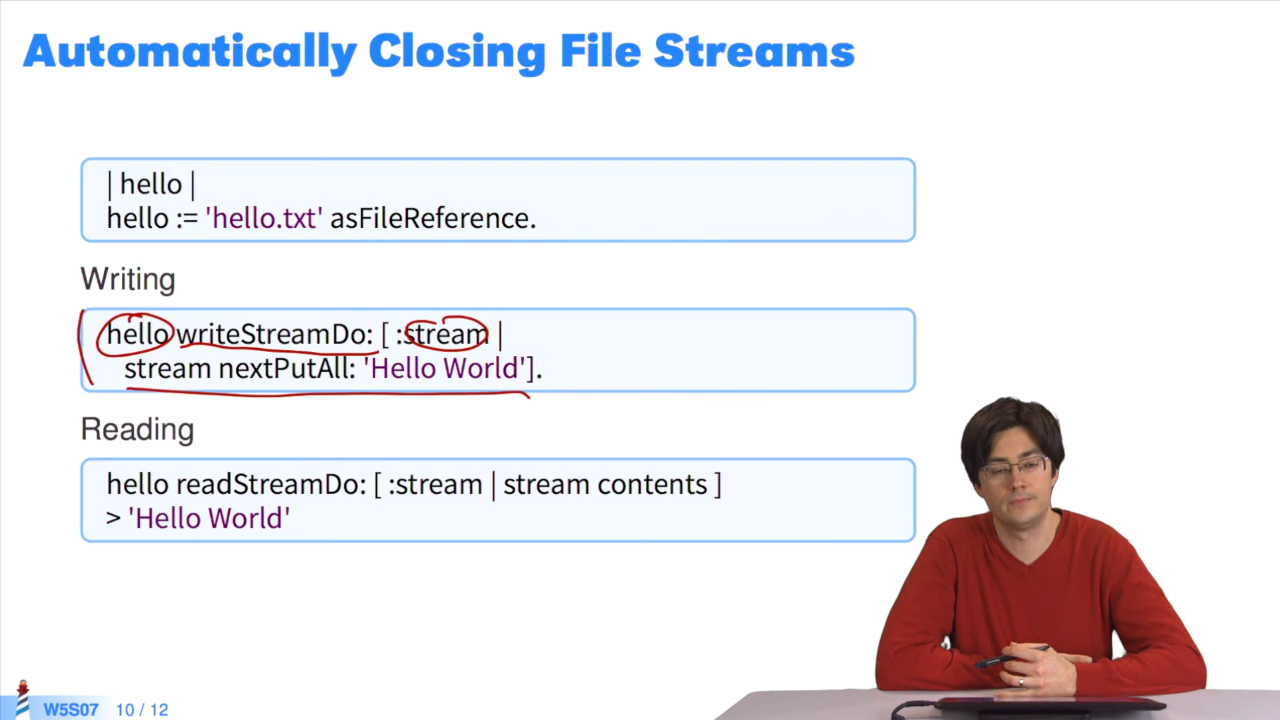 Automatically Closing File Streams
| hello |
hello := 'hello.txt' asFileReference.
Writing
hello writeStreamDo: [ :stream |
stream nextPutAll: 'Hello World'].
Reading
hello readStreamDo: [ :stream | stream contents ]
> 'Hello World'
W5S07 10 / 12